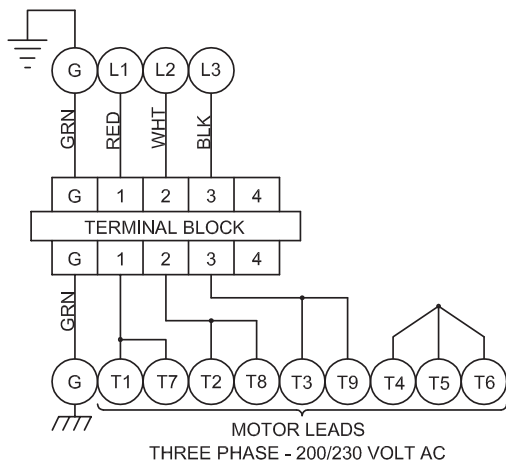 G L1 L2 L3
GRN RED WHT BLK
G 1 2 3 4
TERMINAL BLOCK
G 1 2 3 4
GRN
G T1 T7 T2 T8 T3 T9 T4 T5 T6
MOTOR LEADS
THREE PHASE - 200/230 VOLT AC